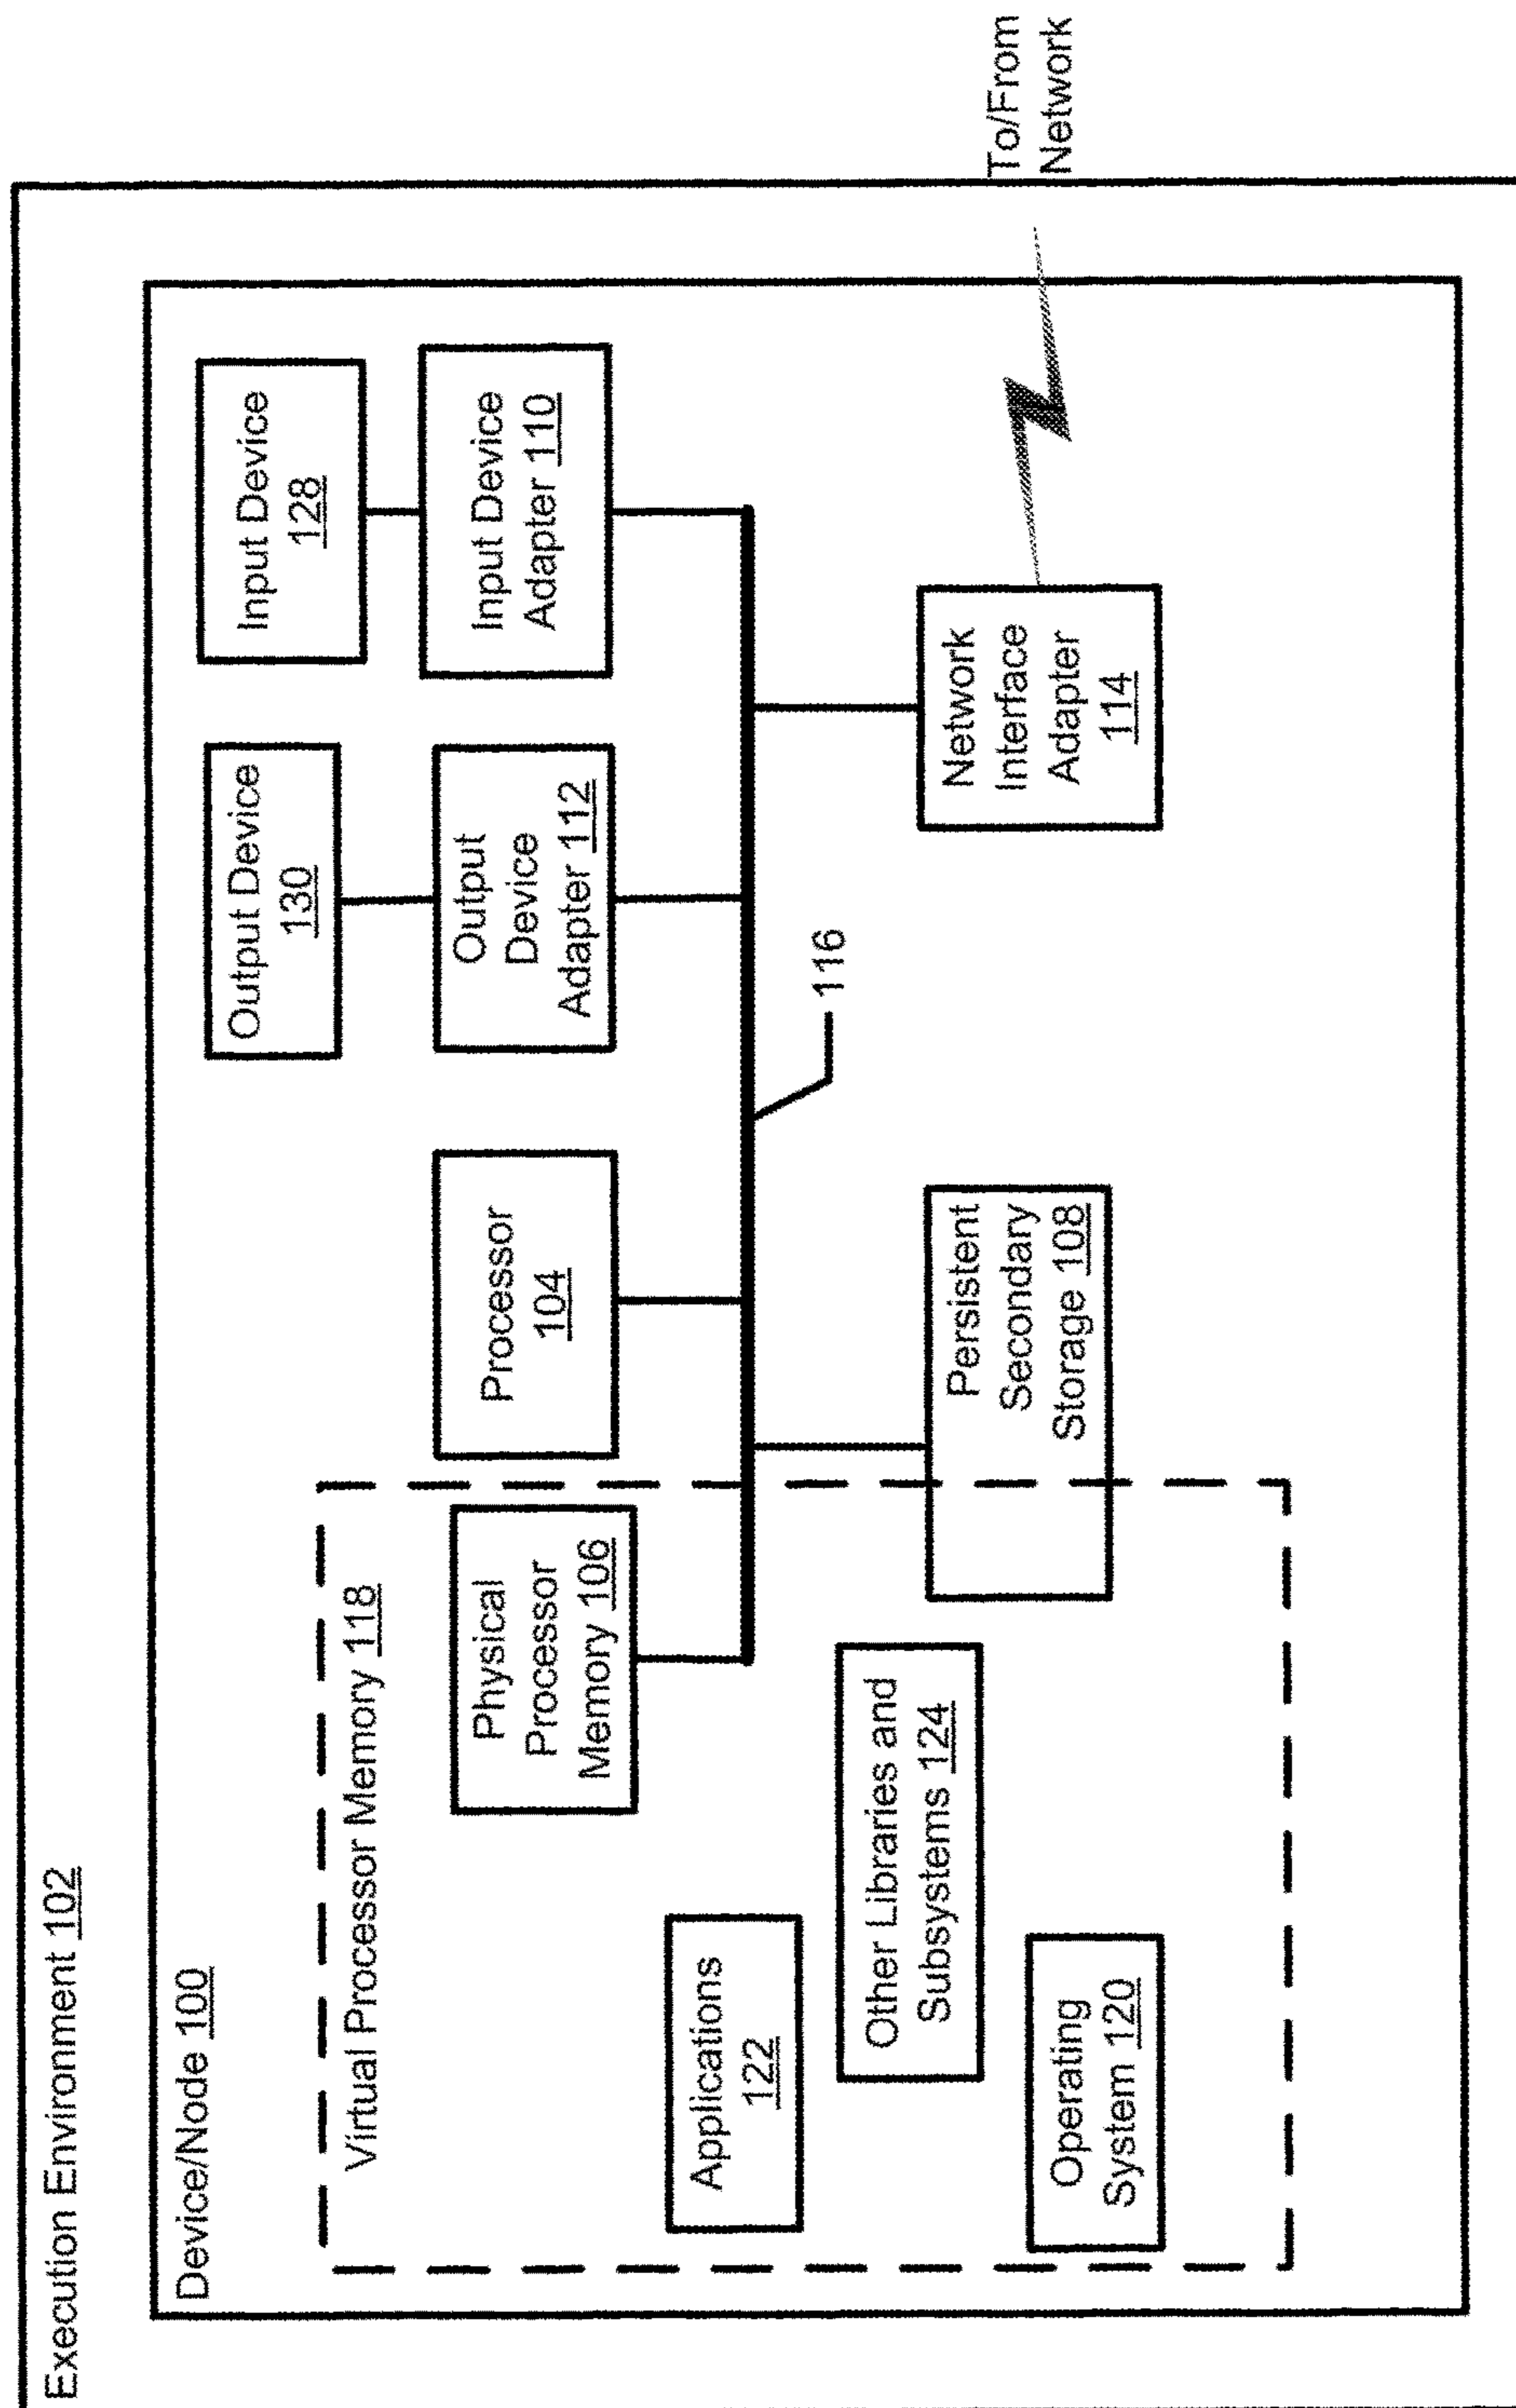 Execution Environment 102
Device/Node 100
Virtual Processor Memory 118
Physical
Processor
Memory 106
Processor
104
Output Device
130
Output
Device
Adapter 112
Input Device
128
Input Device
Adapter 110
Applications
122
Other Libraries and
Subsystems 124
Operating
System 120
Persistent
Secondary
Storage 108
116
Network
Interface
Adapter
114
To/From
Network